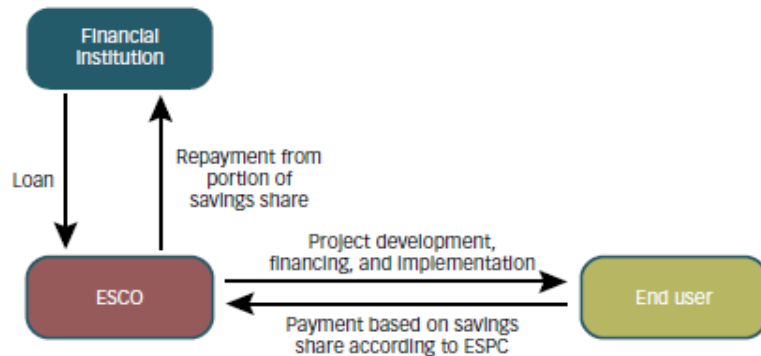 Financial
Institution
Loan
Repayment from
portion of
savings share
Project development,
financing, and implementation
ESCO
End user
Payment based on savings
share according to ESPC